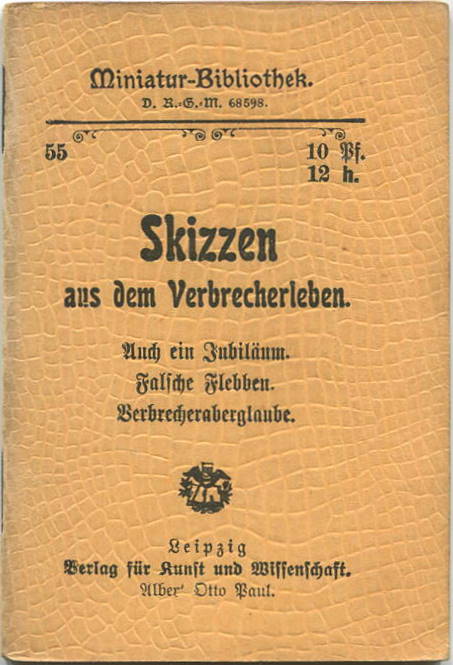 Miniatur-Bibliothek.
D. R.-G.-M. 68598.
55
10 Pf.
12 h.
Skizzen
aus dem Verbrecherleben.
Auch ein Jubiläum.
Falsche Flebben.
Verbrecheraberglaube.
Leipzig
Verlag für Kunst und Wissenschaft.
Albert Otto Paul.